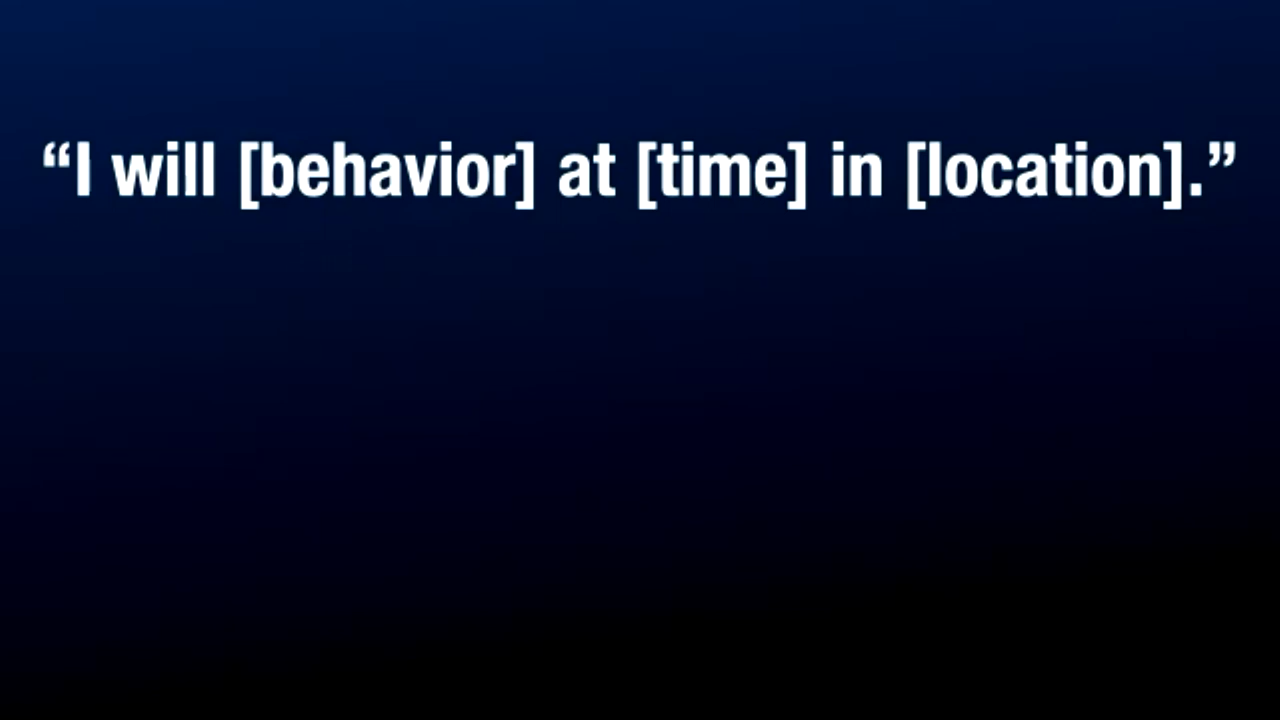 “I will [behavior] at [time] in [location].”